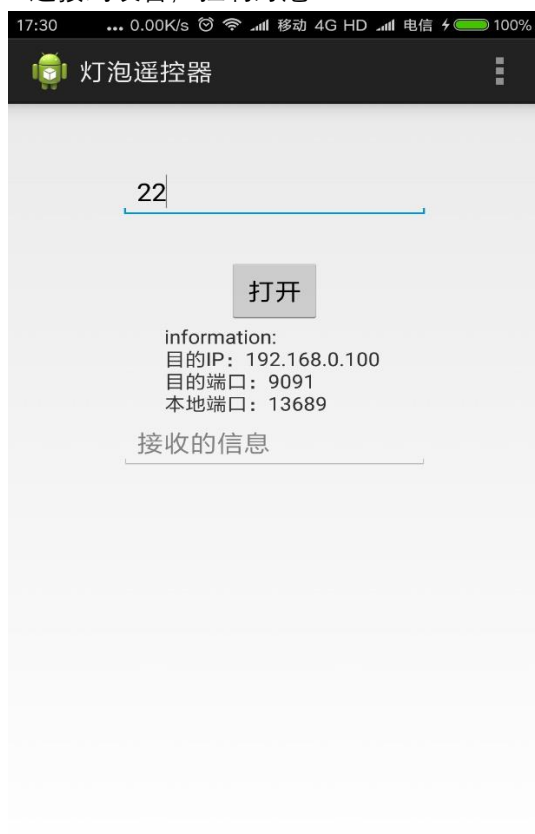 17:30 ... 0.00K/s 移动 4G HD 电信 100%
灯泡遥控器
22
打开
information:
目的IP：192.168.0.100
目的端口：9091
本地端口：13689
接收的信息